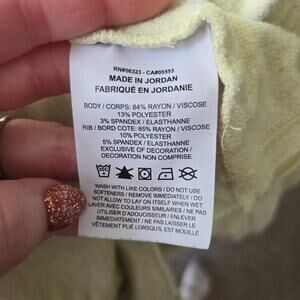 RN#56323 - CA#05553
MADE IN JORDAN
FABRIQUÉ EN JORDANIE
BODY / CORPS: 84% RAYON / VISCOSE
13% POLYESTER
3% SPANDEX / ELASTHANNE
RIB / BORD COTE: 85% RAYON / VISCOSE
10% POLYESTER
5% SPANDEX / ELASTHANNE
EXCLUSIVE OF DECORATION /
DECORATION NON COMPRISE
WASH WITH LIKE COLORS / DO NOT USE
SOFTENERS / REMOVE IMMEDIATELY / DO
NOT ALLOW TO LAY ON ITSELF WHEN WET
LAVER AVEC COULEURS SIMILAIRES / NE PAS
UTILISER D'ADOUCISSEUR / ENLEVER
IMMÉDIATEMENT / NE PAS LAISSER LE
VÊTEMENT PLIÉ LORSQU'IL EST MOUILLÉ